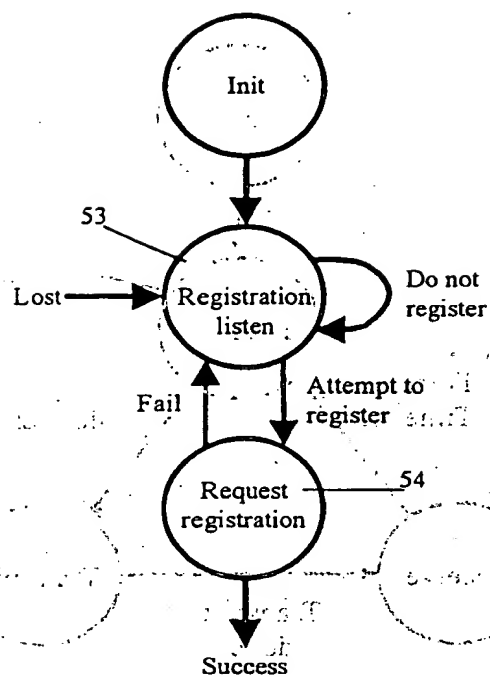 Init
53
Lost
Registration
listen
Do not
register
Fail
Attempt to
register
Request
registration
54
Success